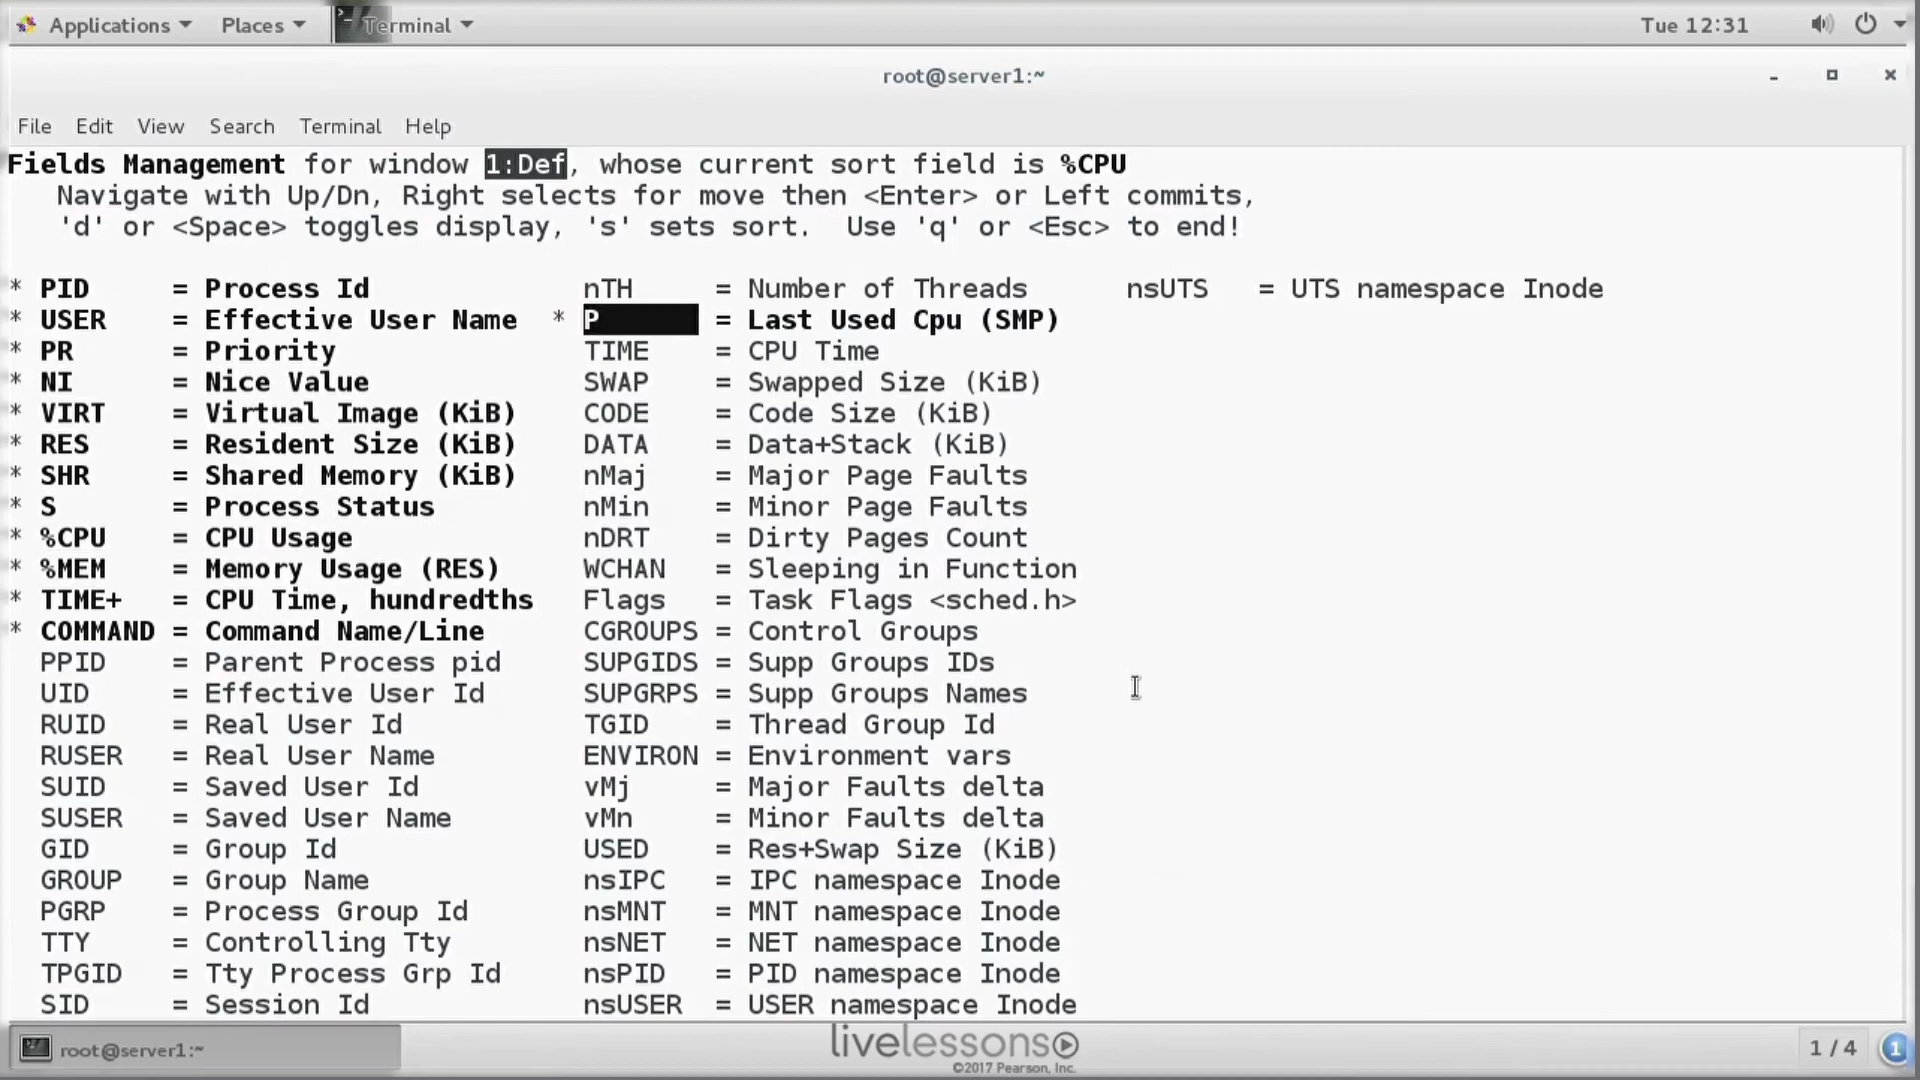 Applications Places Terminal Tue 12:31
root@server1:~
File Edit View Search Terminal Help
Fields Management for window 1:Def, whose current sort field is %CPU
Navigate with Up/Dn, Right selects for move then <Enter> or Left commits,
'd' or <Space> toggles display, 's' sets sort. Use 'q' or <Esc> to end!
* PID = Process Id nTH = Number of Threads nsUTS = UTS namespace Inode
* USER = Effective User Name * P = Last Used Cpu (SMP)
* PR = Priority TIME = CPU Time
* NI = Nice Value SWAP = Swapped Size (KiB)
* VIRT = Virtual Image (KiB) CODE = Code Size (KiB)
* RES = Resident Size (KiB) DATA = Data+Stack (KiB)
* SHR = Shared Memory (KiB) nMaj = Major Page Faults
* S = Process Status nMin = Minor Page Faults
* %CPU = CPU Usage nDRT = Dirty Pages Count
* %MEM = Memory Usage (RES) WCHAN = Sleeping in Function
* TIME+ = CPU Time, hundredths Flags = Task Flags <sched.h>
* COMMAND = Command Name/Line CGROUPS = Control Groups
PPID = Parent Process pid SUPGIDS = Supp Groups IDs
UID = Effective User Id SUPGRPS = Supp Groups Names
RUID = Real User Id TGID = Thread Group Id
RUSER = Real User Name ENVIRON = Environment vars
SUID = Saved User Id vMj = Major Faults delta
SUSER = Saved User Name vMn = Minor Faults delta
GID = Group Id USED = Res+Swap Size (KiB)
GROUP = Group Name nsIPC = IPC namespace Inode
PGRP = Process Group Id nsMNT = MNT namespace Inode
TTY = Controlling Tty nsNET = NET namespace Inode
TPGID = Tty Process Grp Id nsPID = PID namespace Inode
SID = Session Id nsUSER = USER namespace Inode
root@server1:~ livelessons 1 / 4 1
©2017 Pearson, Inc.